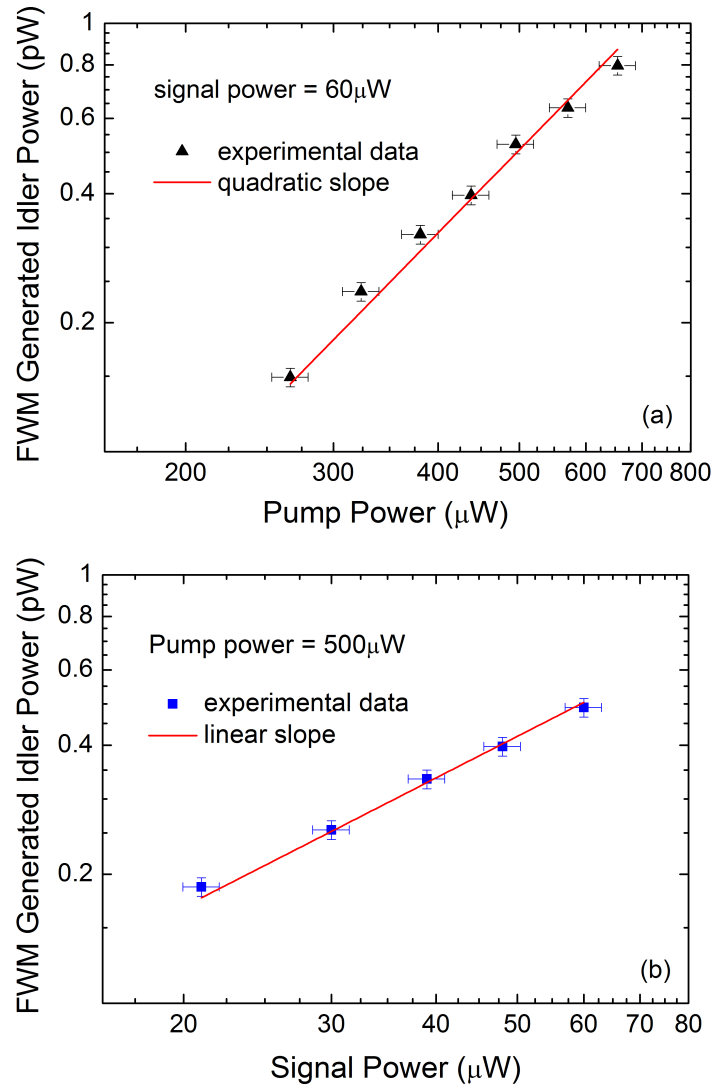 1
0.8
0.6
0.4
0.2
FWM Generated Idler Power (pW)
signal power = 60μW
experimental data
quadratic slope
(a)
200 300 400 500 600 700 800
Pump Power (μW)
1
0.8
0.6
0.4
0.2
FWM Generated Idler Power (pW)
Pump power = 500μW
experimental data
linear slope
(b)
20 30 40 50 60 70 80
Signal Power (μW)